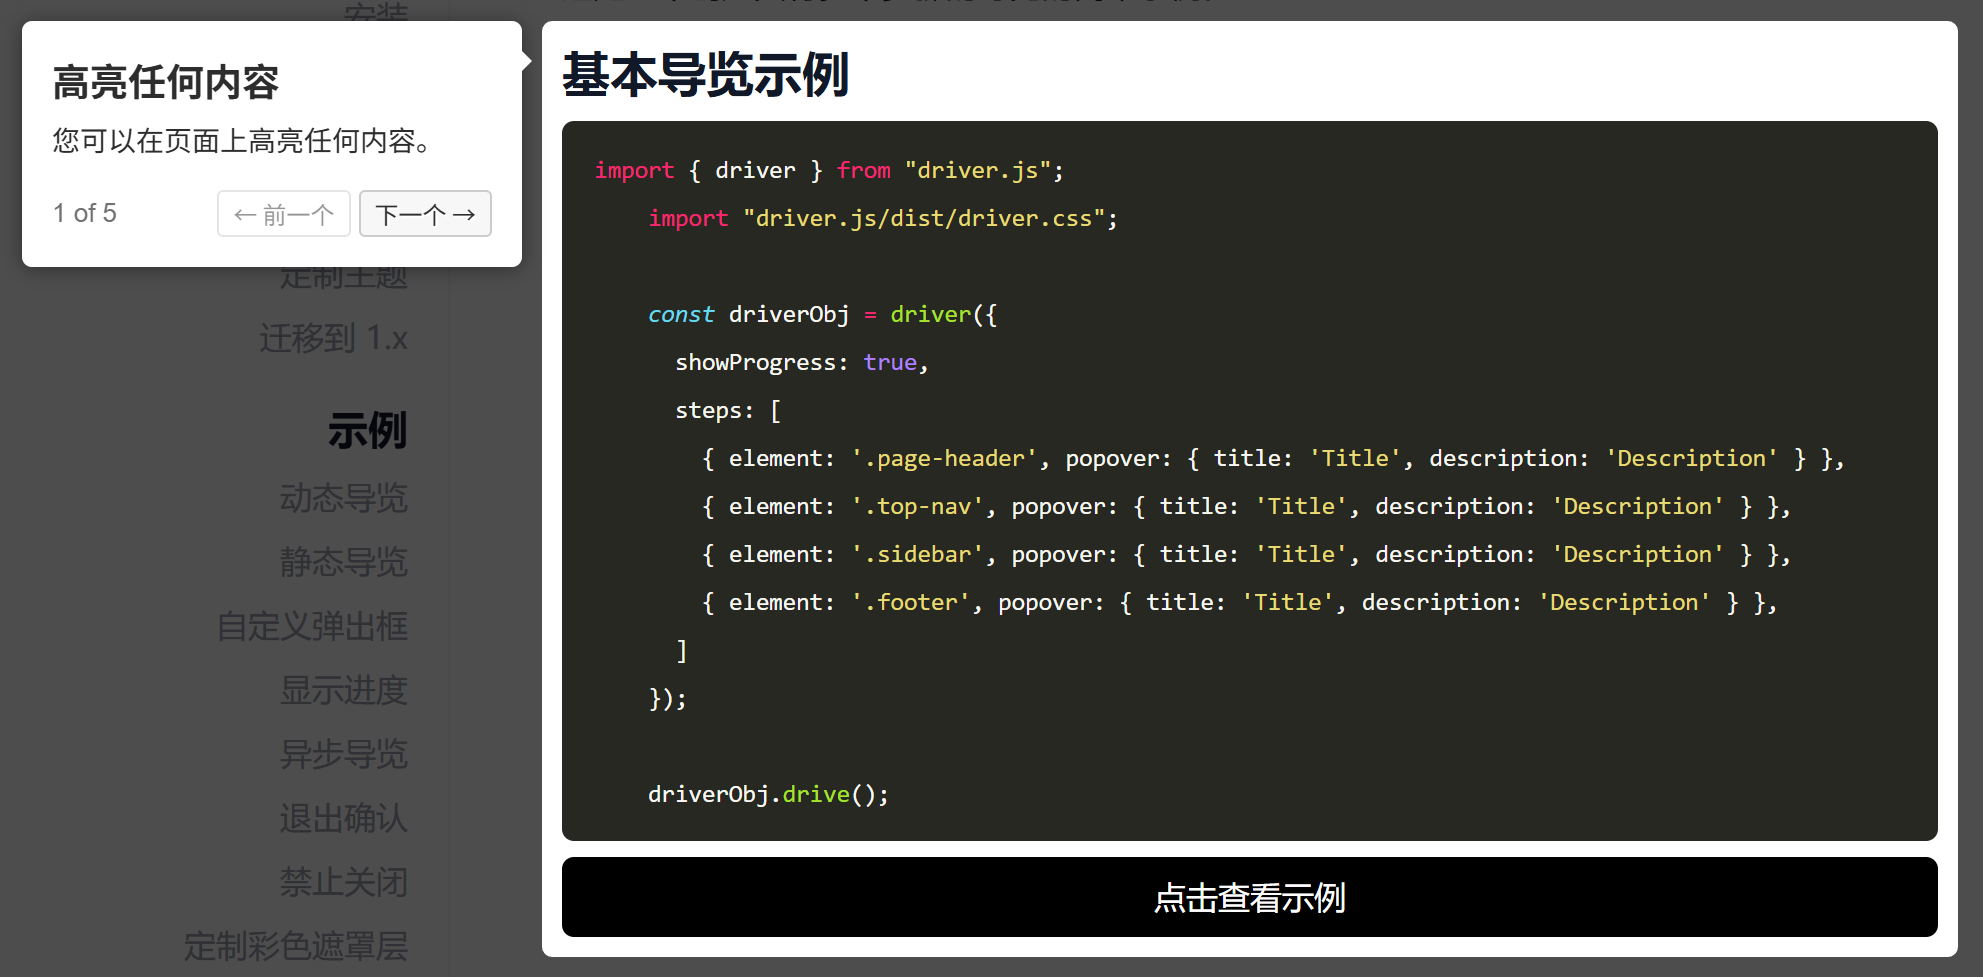 安装
高亮任何内容
您可以在页面上高亮任何内容。
1 of 5
← 前一个
下一个 →
定制主题
迁移到 1.x
示例
动态导览
静态导览
自定义弹出框
显示进度
异步导览
退出确认
禁止关闭
定制彩色遮罩层
基本导览示例
import { driver } from "driver.js";
import "driver.js/dist/driver.css";
const driverObj = driver({
showProgress: true,
steps: [
{ element: '.page-header', popover: { title: 'Title', description: 'Description' } },
{ element: '.top-nav', popover: { title: 'Title', description: 'Description' } },
{ element: '.sidebar', popover: { title: 'Title', description: 'Description' } },
{ element: '.footer', popover: { title: 'Title', description: 'Description' } },
]
});
driverObj.drive();
点击查看示例